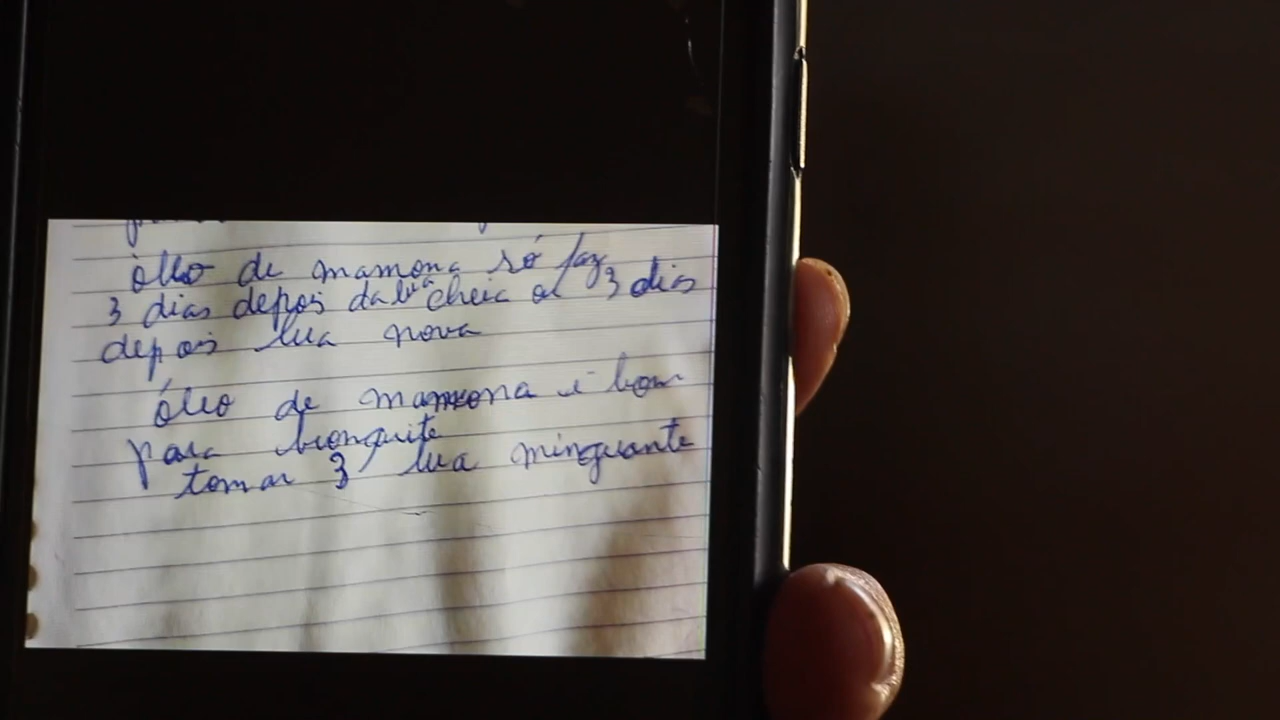 óleo de mamona só faz
3 dias depois da lua cheia ou 3 dias
depois lua nova
óleo de mamona é bom
para bronquite
tomar 3 lua minguante